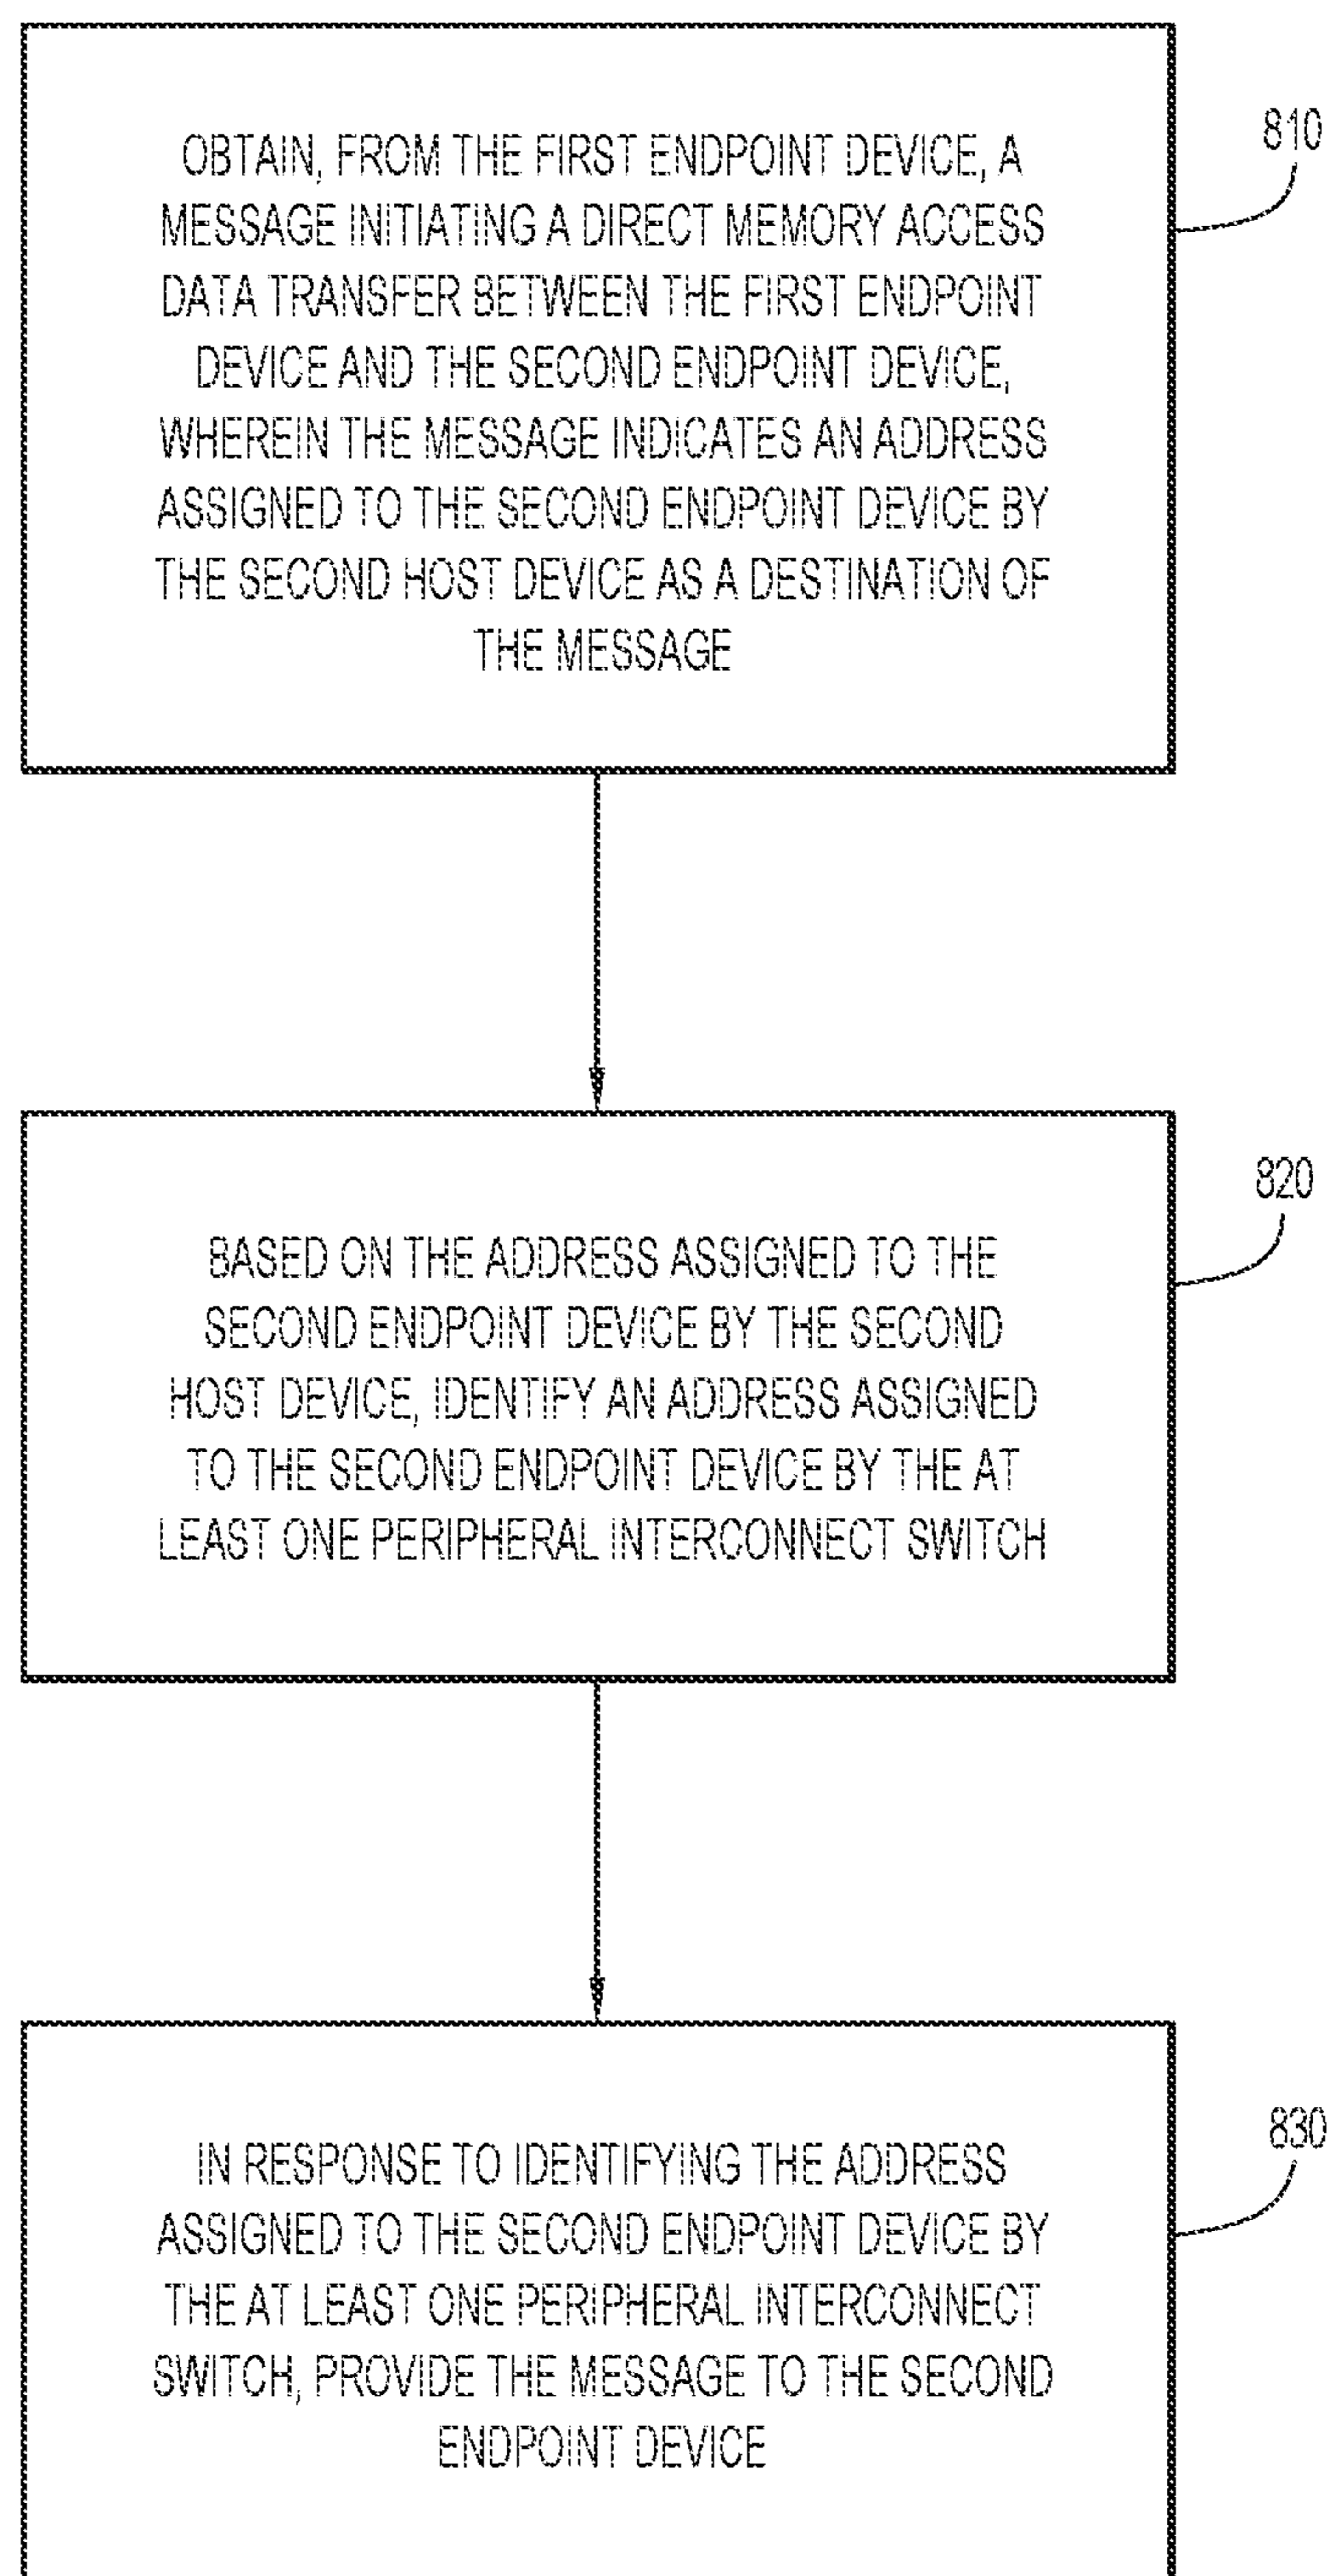 OBTAIN, FROM THE FIRST ENDPOINT DEVICE, A
MESSAGE INITIATING A DIRECT MEMORY ACCESS
DATA TRANSFER BETWEEN THE FIRST ENDPOINT
DEVICE AND THE SECOND ENDPOINT DEVICE,
WHEREIN THE MESSAGE INDICATES AN ADDRESS
ASSIGNED TO THE SECOND ENDPOINT DEVICE BY
THE SECOND HOST DEVICE AS A DESTINATION OF
THE MESSAGE
810
BASED ON THE ADDRESS ASSIGNED TO THE
SECOND ENDPOINT DEVICE BY THE SECOND
HOST DEVICE, IDENTIFY AN ADDRESS ASSIGNED
TO THE SECOND ENDPOINT DEVICE BY THE AT
LEAST ONE PERIPHERAL INTERCONNECT SWITCH
820
IN RESPONSE TO IDENTIFYING THE ADDRESS
ASSIGNED TO THE SECOND ENDPOINT DEVICE BY
THE AT LEAST ONE PERIPHERAL INTERCONNECT
SWITCH, PROVIDE THE MESSAGE TO THE SECOND
ENDPOINT DEVICE
830